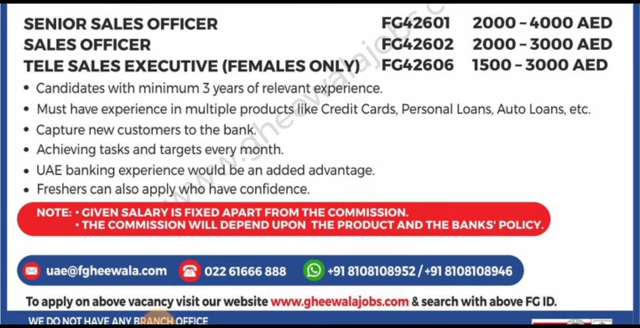 SENIOR SALES OFFICER FG42601 2000 – 4000 AED
SALES OFFICER FG42602 2000 – 3000 AED
TELE SALES EXECUTIVE (FEMALES ONLY) FG42606 1500 – 3000 AED
• Candidates with minimum 3 years of relevant experience.
• Must have experience in multiple products like Credit Cards, Personal Loans, Auto Loans, etc.
• Capture new customers to the bank.
• Achieving tasks and targets every month.
• UAE banking experience would be an added advantage.
• Freshers can also apply who have confidence.
www.gheewalajobs.com
NOTE: • GIVEN SALARY IS FIXED APART FROM THE COMMISSION.
• THE COMMISSION WILL DEPEND UPON THE PRODUCT AND THE BANKS' POLICY.
uae@fgheewala.com 022 61666 888 +91 8108108952 / +91 8108108946
To apply on above vacancy visit our website www.gheewalajobs.com & search with above FG ID.
WE DO NOT HAVE ANY BRANCH OFFICE